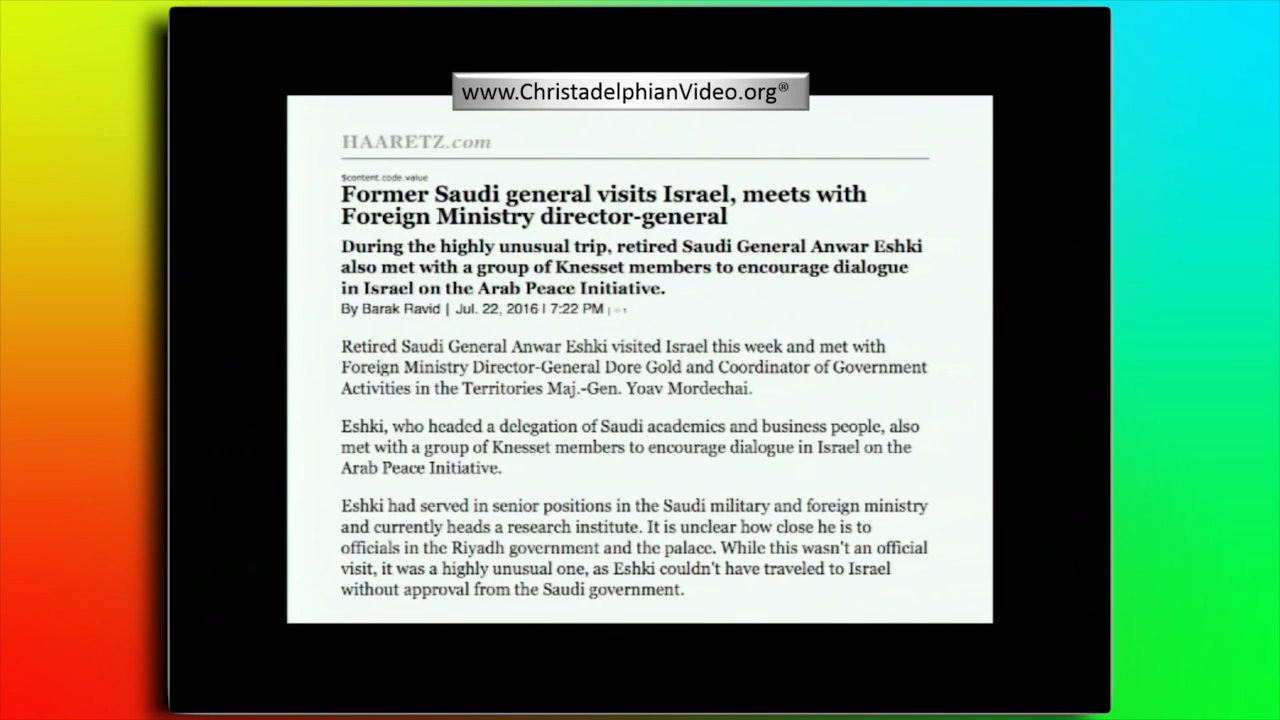 www.ChristadelphianVideo.org®
HAARETZ.com
$content.code.value
Former Saudi general visits Israel, meets with
Foreign Ministry director-general
During the highly unusual trip, retired Saudi General Anwar Eshki
also met with a group of Knesset members to encourage dialogue
in Israel on the Arab Peace Initiative.
By Barak Ravid | Jul. 22, 2016 | 7:22 PM |
Retired Saudi General Anwar Eshki visited Israel this week and met with
Foreign Ministry Director-General Dore Gold and Coordinator of Government
Activities in the Territories Maj.-Gen. Yoav Mordechai.
Eshki, who headed a delegation of Saudi academics and business people, also
met with a group of Knesset members to encourage dialogue in Israel on the
Arab Peace Initiative.
Eshki had served in senior positions in the Saudi military and foreign ministry
and currently heads a research institute. It is unclear how close he is to
officials in the Riyadh government and the palace. While this wasn't an official
visit, it was a highly unusual one, as Eshki couldn't have traveled to Israel
without approval from the Saudi government.